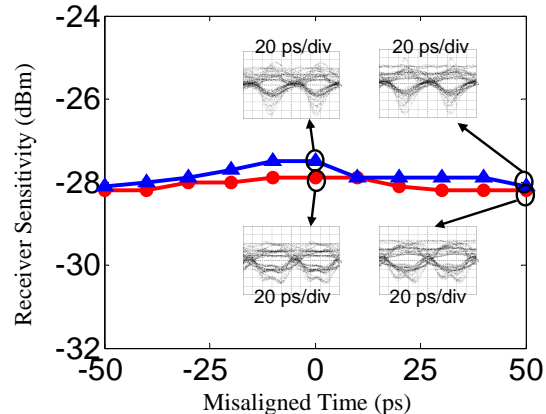 -24
20 ps/div
20 ps/div
-26
Receiver Sensitivity (dBm)
-28
-30
20 ps/div
20 ps/div
-32
-50
-25
0
25
50
Misaligned Time (ps)